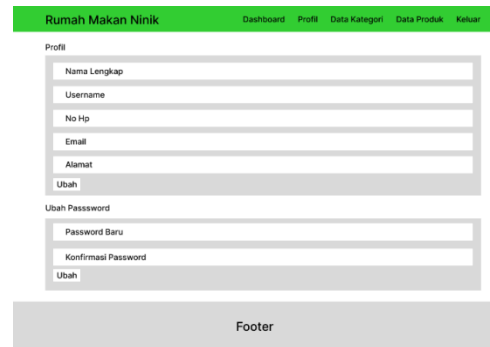 Rumah Makan Ninik Dashboard Profil Data Kategori Data Produk Keluar
Profil
Nama Lengkap
Username
No Hp
Email
Alamat
Ubah
Ubah Passsword
Password Baru
Konfirmasi Password
Ubah
Footer